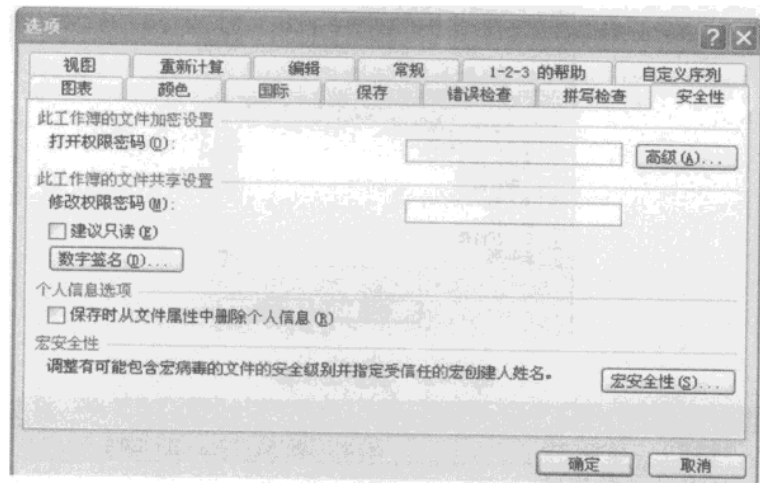 选项
视图 重新计算 编辑 常规 1-2-3 的帮助 自定义序列
图表 颜色 国际 保存 错误检查 拼写检查 安全性
此工作簿的文件加密设置
打开权限密码(O):
高级(A)...
此工作簿的文件共享设置
修改权限密码(M):
建议只读(E)
数字签名(D)...
个人信息选项
保存时从文件属性中删除个人信息(R)
宏安全性
调整有可能包含宏病毒的文件的安全级别并指定受信任的宏创建人姓名。
宏安全性(S)...
确定 取消